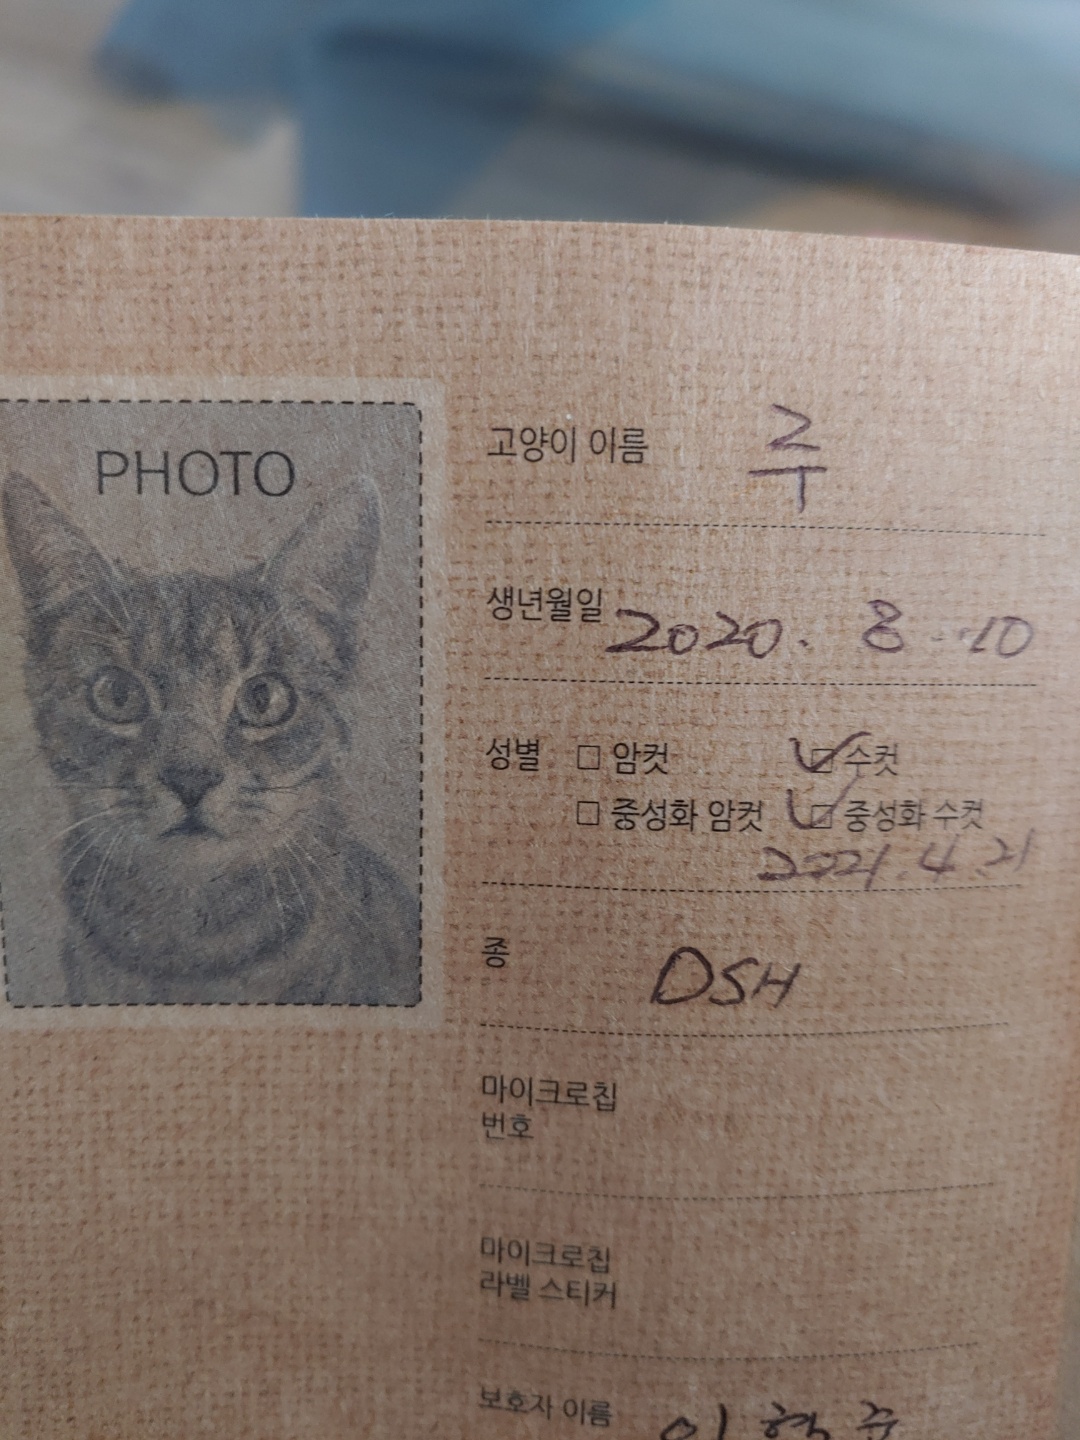 PHOTO
고양이 이름 루
생년월일 2020. 8. 10
성별 □ 암컷 ☑ 수컷
□ 중성화 암컷 ☑ 중성화 수컷
2021.4.21
종 DSH
마이크로칩
번호
마이크로칩
라벨 스티커
보호자 이름 이